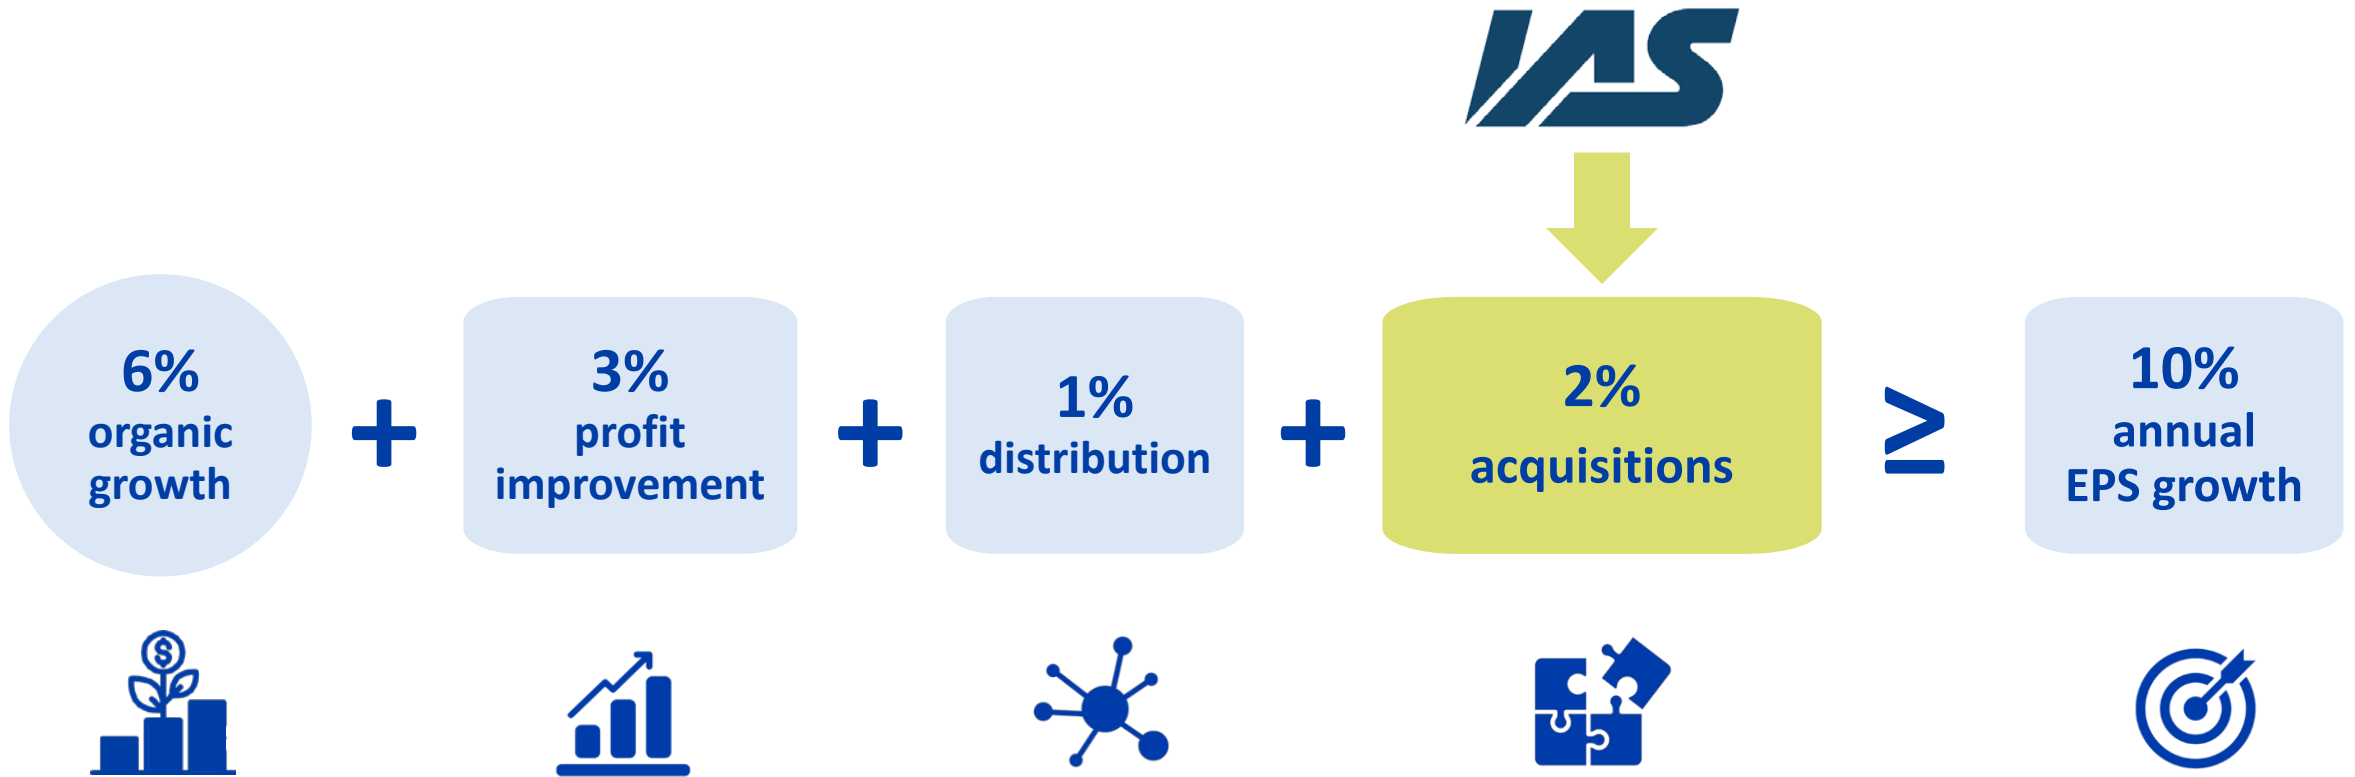 IAS
6%
organic
growth
+
3%
profit
improvement
+
1%
distribution
+
2%
acquisitions
≥
10%
annual
EPS growth
$